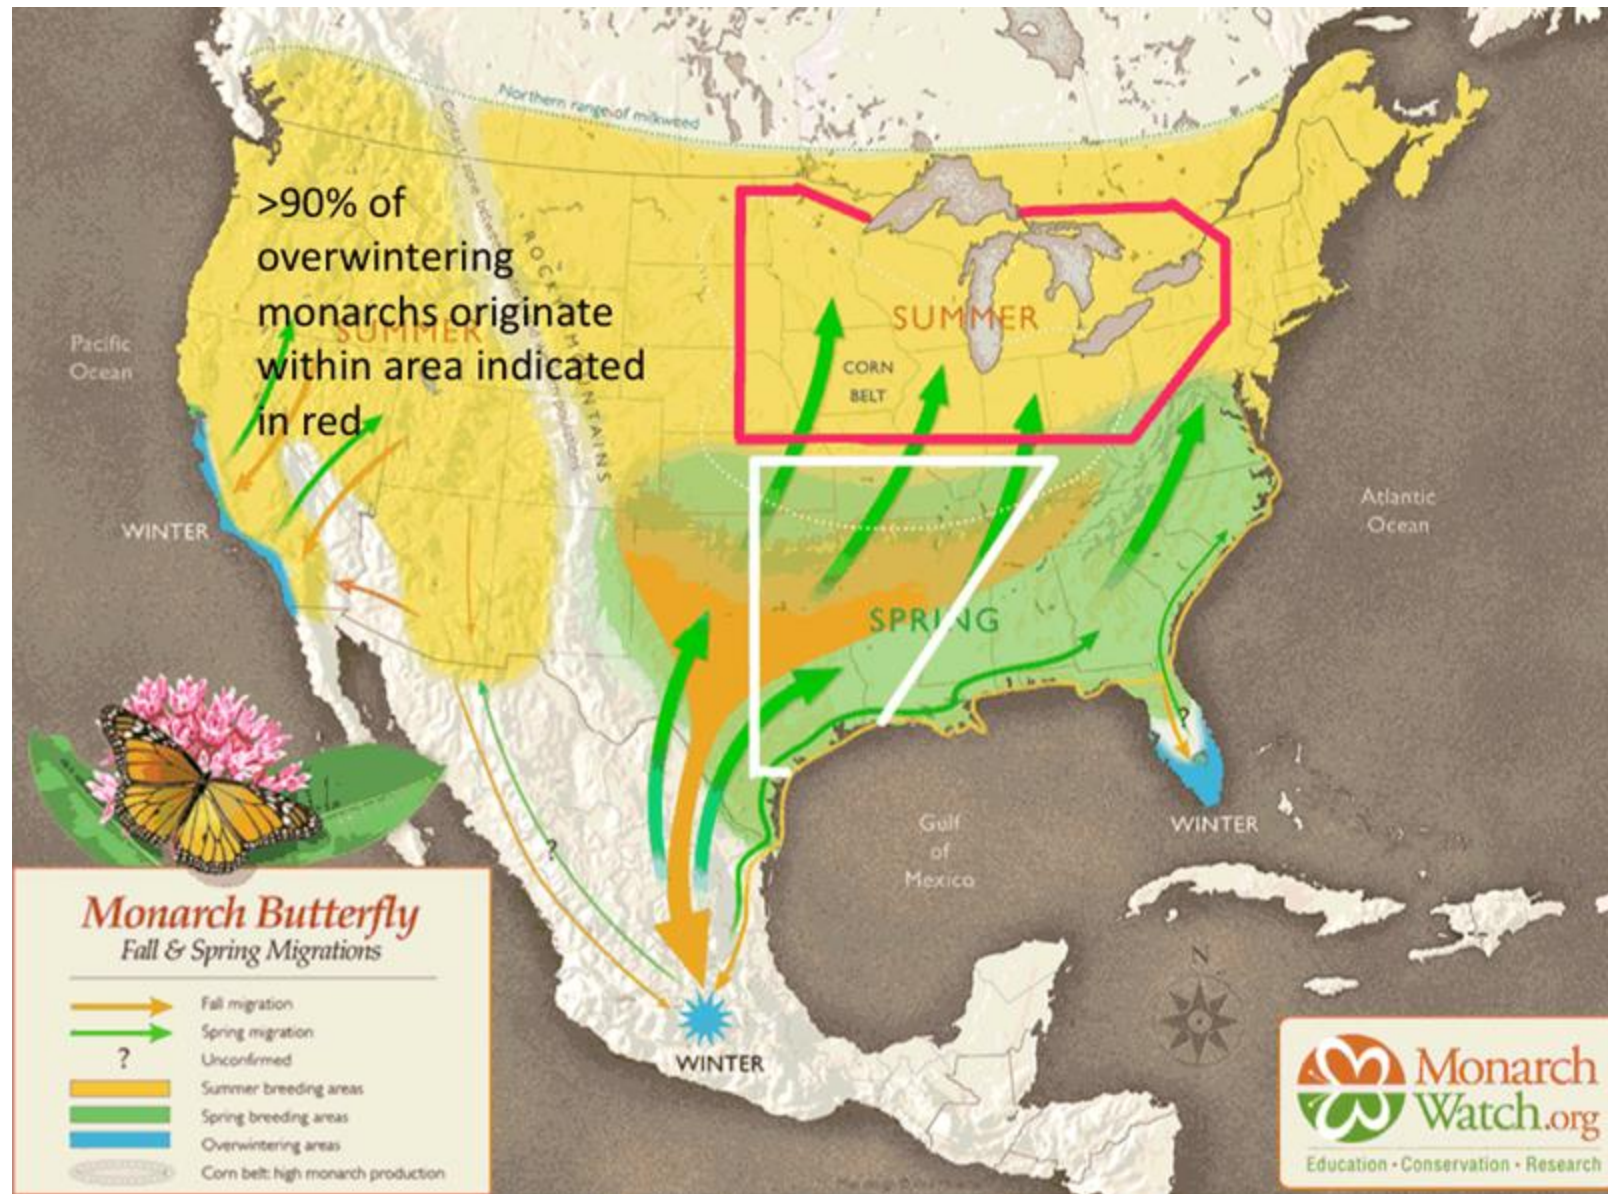 Northern range of milkweed
>90% of
overwintering
monarchs originate
within area indicated
in red
ROCKY MOUNTAINS
SUMMER
SUMMER
CORN
BELT
Pacific
Ocean
WINTER
Atlantic
Ocean
SPRING
?
?
Gulf
of
Mexico
WINTER
N
WINTER
Monarch Butterfly
Fall & Spring Migrations
Fall migration
Spring migration
? Unconfirmed
Summer breeding areas
Spring breeding areas
Overwintering areas
Corn belt: high monarch production
Monarch
Watch.org
Education • Conservation • Research